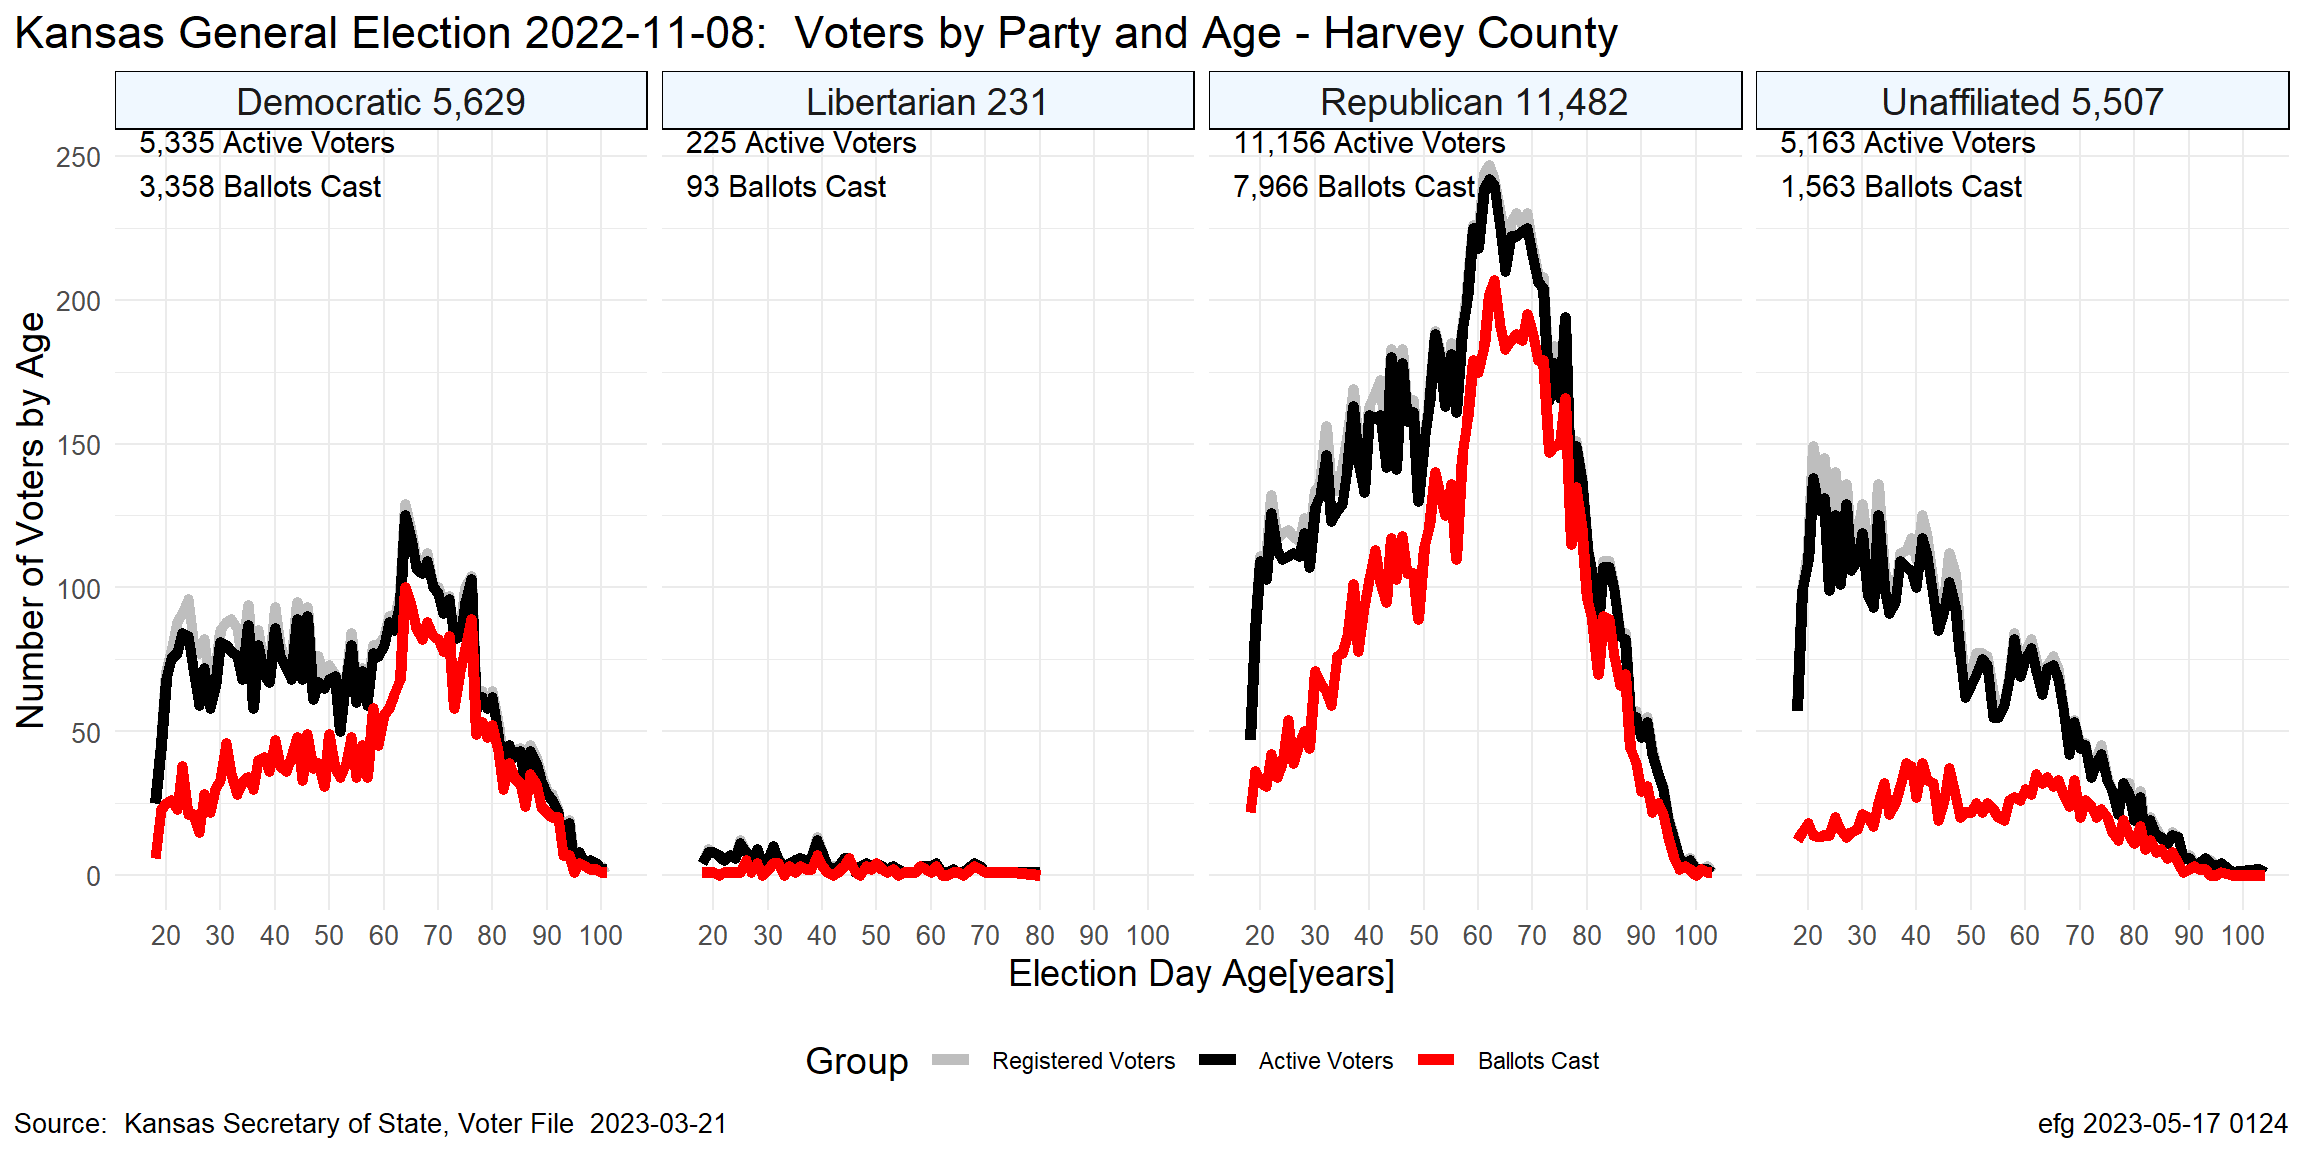 Kansas General Election 2022-11-08:  Voters by Party and Age - Harvey County
Democratic 5,629
Libertarian 231
Republican 11,482
Unaffiliated 5,507
5,335 Active Voters
3,358 Ballots Cast
225 Active Voters
93 Ballots Cast
11,156 Active Voters
7,966 Ballots Cast
5,163 Active Voters
1,563 Ballots Cast
Number of Voters by Age
250
200
150
100
50
0
20 30 40 50 60 70 80 90 100
20 30 40 50 60 70 80 90 100
20 30 40 50 60 70 80 90 100
20 30 40 50 60 70 80 90 100
Election Day Age[years]
Group Registered Voters Active Voters Ballots Cast
Source:  Kansas Secretary of State, Voter File  2023-03-21
efg 2023-05-17 0124